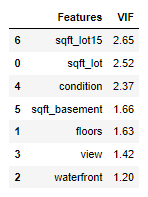 Features VIF
6 sqft_lot15 2.65
0 sqft_lot 2.52
4 condition 2.37
5 sqft_basement 1.66
1 floors 1.63
3 view 1.42
2 waterfront 1.20